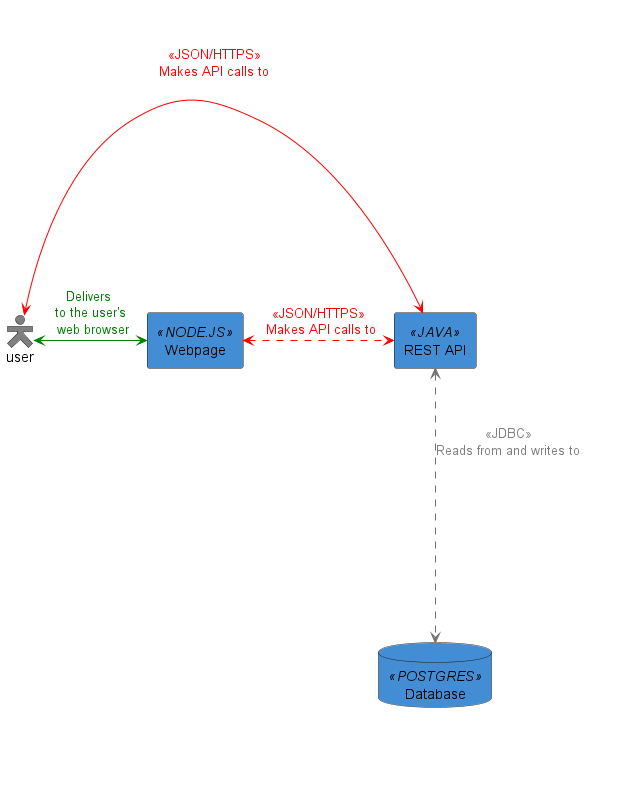 «JSON/HTTPS»
Makes API calls to
Delivers
to the user's
web browser
user
«NODE.JS»
Webpage
«JSON/HTTPS»
Makes API calls to
«JAVA»
REST API
«JDBC»
Reads from and writes to
«POSTGRES»
Database